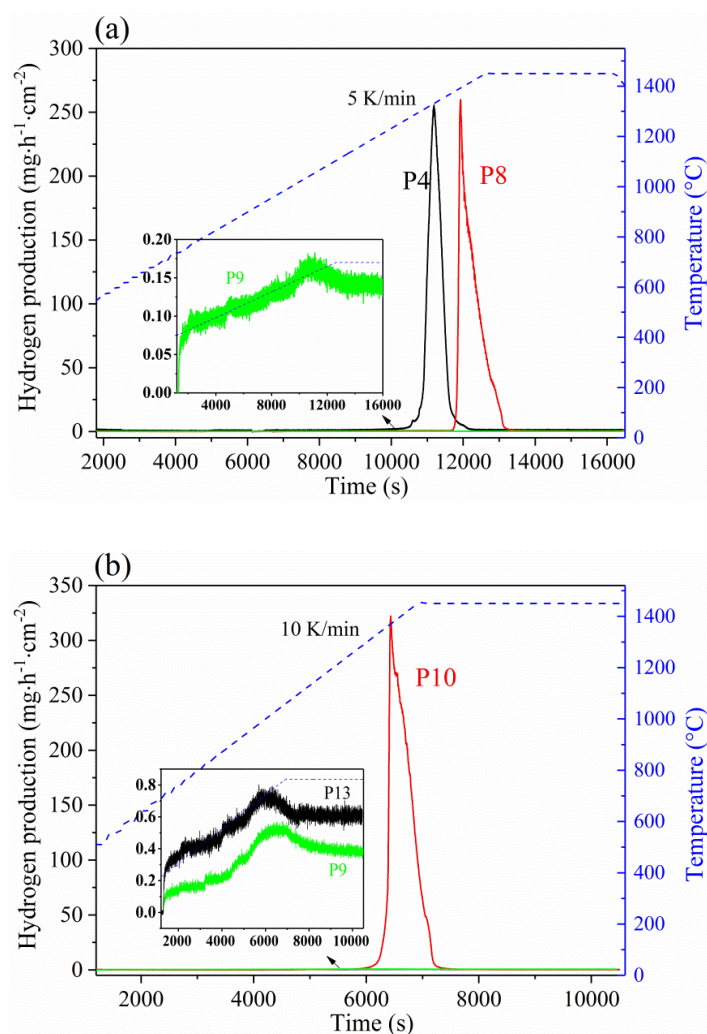 (a)
300
250
200
150
100
50
0
Hydrogen production (mg·h⁻¹·cm⁻²)
5 K/min
P4
P8
1400
1200
1000
800
600
400
200
0
Temperature (°C)
0.20
0.15
0.10
0.05
0.00
P9
4000 8000 12000 16000
2000 4000 6000 8000 10000 12000 14000 16000
Time (s)
(b)
350
300
250
200
150
100
50
0
Hydrogen production (mg·h⁻¹·cm⁻²)
10 K/min
P10
1400
1200
1000
800
600
400
200
0
Temperature (°C)
0.8
0.6
0.4
0.2
0.0
P13
P9
2000 4000 6000 8000 10000
2000 4000 6000 8000 10000
Time (s)